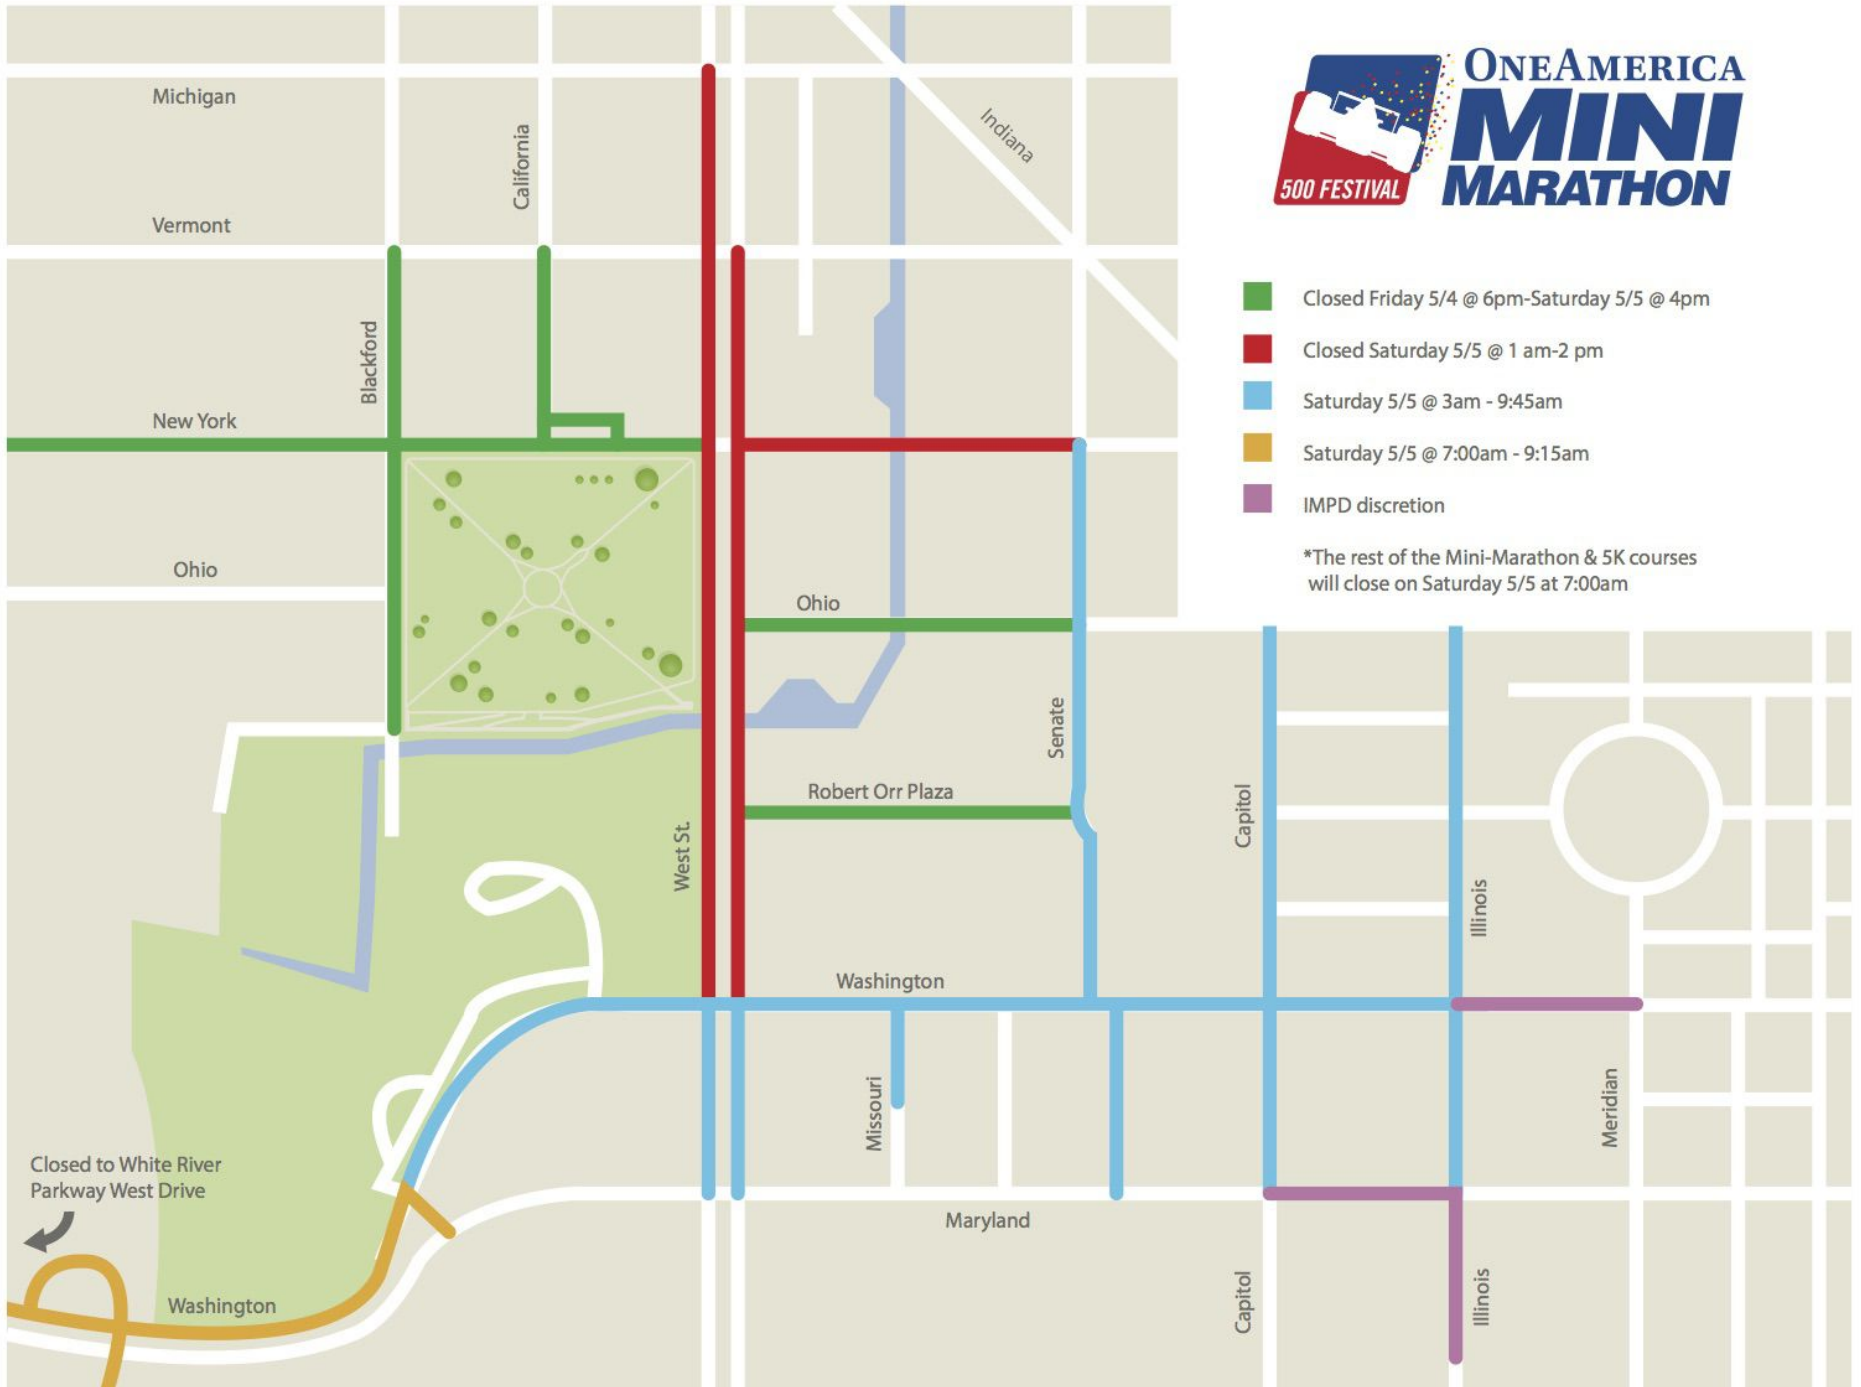 ONEAMERICA
MINI
MARATHON
500 FESTIVAL
Closed Friday 5/4 @ 6pm-Saturday 5/5 @ 4pm
Closed Saturday 5/5 @ 1 am-2 pm
Saturday 5/5 @ 3am - 9:45am
Saturday 5/5 @ 7:00am - 9:15am
IMPD discretion
*The rest of the Mini-Marathon & 5K courses
will close on Saturday 5/5 at 7:00am
Michigan
California
Indiana
Vermont
Blackford
New York
Ohio
Ohio
Senate
Robert Orr Plaza
Capitol
West St.
Illinois
Washington
Missouri
Meridian
Closed to White River
Parkway West Drive
Maryland
Washington
Capitol
Illinois